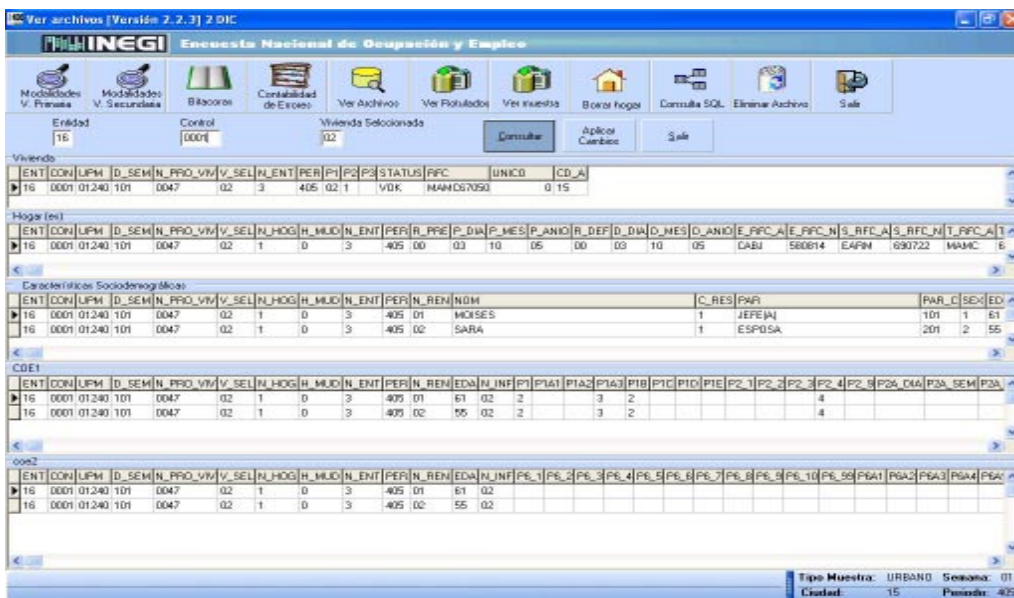 Ver archivos [Versión 2.2.3] 2 DIC
INEGI Encuesta Nacional de Ocupación y Empleo
Modalidades V. Primaria
Modalidades V. Secundaria
Bitacoras
Contabilidad de Errores
Ver Archivos
Ver Rotulados
Ver muestra
Borrar hogar
Consulta SQL
Eliminar Archivo
Salir
Entidad Control Vivienda Seleccionada
16 0001 02 Consultar Aplicar Cambios Salir
Vivienda
ENT CON UPM D_SEM N_PRO_VIV V_SEL N_ENT PER P1 P2 P3 STATUS RFC UNICO CD_A
16 0001 01240 101 0047 02 3 405 02 1 VOK MAMC67050 0 15
Hogar (es)
ENT CON UPM D_SEM N_PRO_VIV V_SEL N_HOG H_MUD N_ENT PER R_PRE P_DIA P_MES P_ANIO R_DEF D_DIA D_MES D_ANIO E_RFC_A E_RFC_N S_RFC_A S_RFC_N T_RFC_A T
16 0001 01240 101 0047 02 1 0 3 405 00 03 10 05 00 03 10 05 CABJ 580814 EARM 690722 MAMC 6
Características Sociodemográficas
ENT CON UPM D_SEM N_PRO_VIV V_SEL N_HOG H_MUD N_ENT PER N_REN NOM C_RES PAR PAR_C SEX ED
16 0001 01240 101 0047 02 1 0 3 405 01 MOISES 1 JEFE|A| 101 1 61
16 0001 01240 101 0047 02 1 0 3 405 02 SARA 1 ESPOSA 201 2 55
COE1
ENT CON UPM D_SEM N_PRO_VIV V_SEL N_HOG H_MUD N_ENT PER N_REN EDA N_INF P1 P1A1 P1A2 P1A3 P1B P1C P1D P1E P2_1 P2_2 P2_3 P2_4 P2_9 P2A_DIA P2A_SEM P2A_
16 0001 01240 101 0047 02 1 0 3 405 01 61 02 2 3 2 4
16 0001 01240 101 0047 02 1 0 3 405 02 55 02 2 3 2 4
coe2
ENT CON UPM D_SEM N_PRO_VIV V_SEL N_HOG H_MUD N_ENT PER N_REN EDA N_INF P6_1 P6_2 P6_3 P6_4 P6_5 P6_6 P6_7 P6_8 P6_9 P6_10 P6_99 P6A1 P6A2 P6A3 P6A4
16 0001 01240 101 0047 02 1 0 3 405 01 61 02
16 0001 01240 101 0047 02 1 0 3 405 02 55 02
Tipo Muestra: URBANO Semana: 01
Ciudad: 15 Periodo: 405